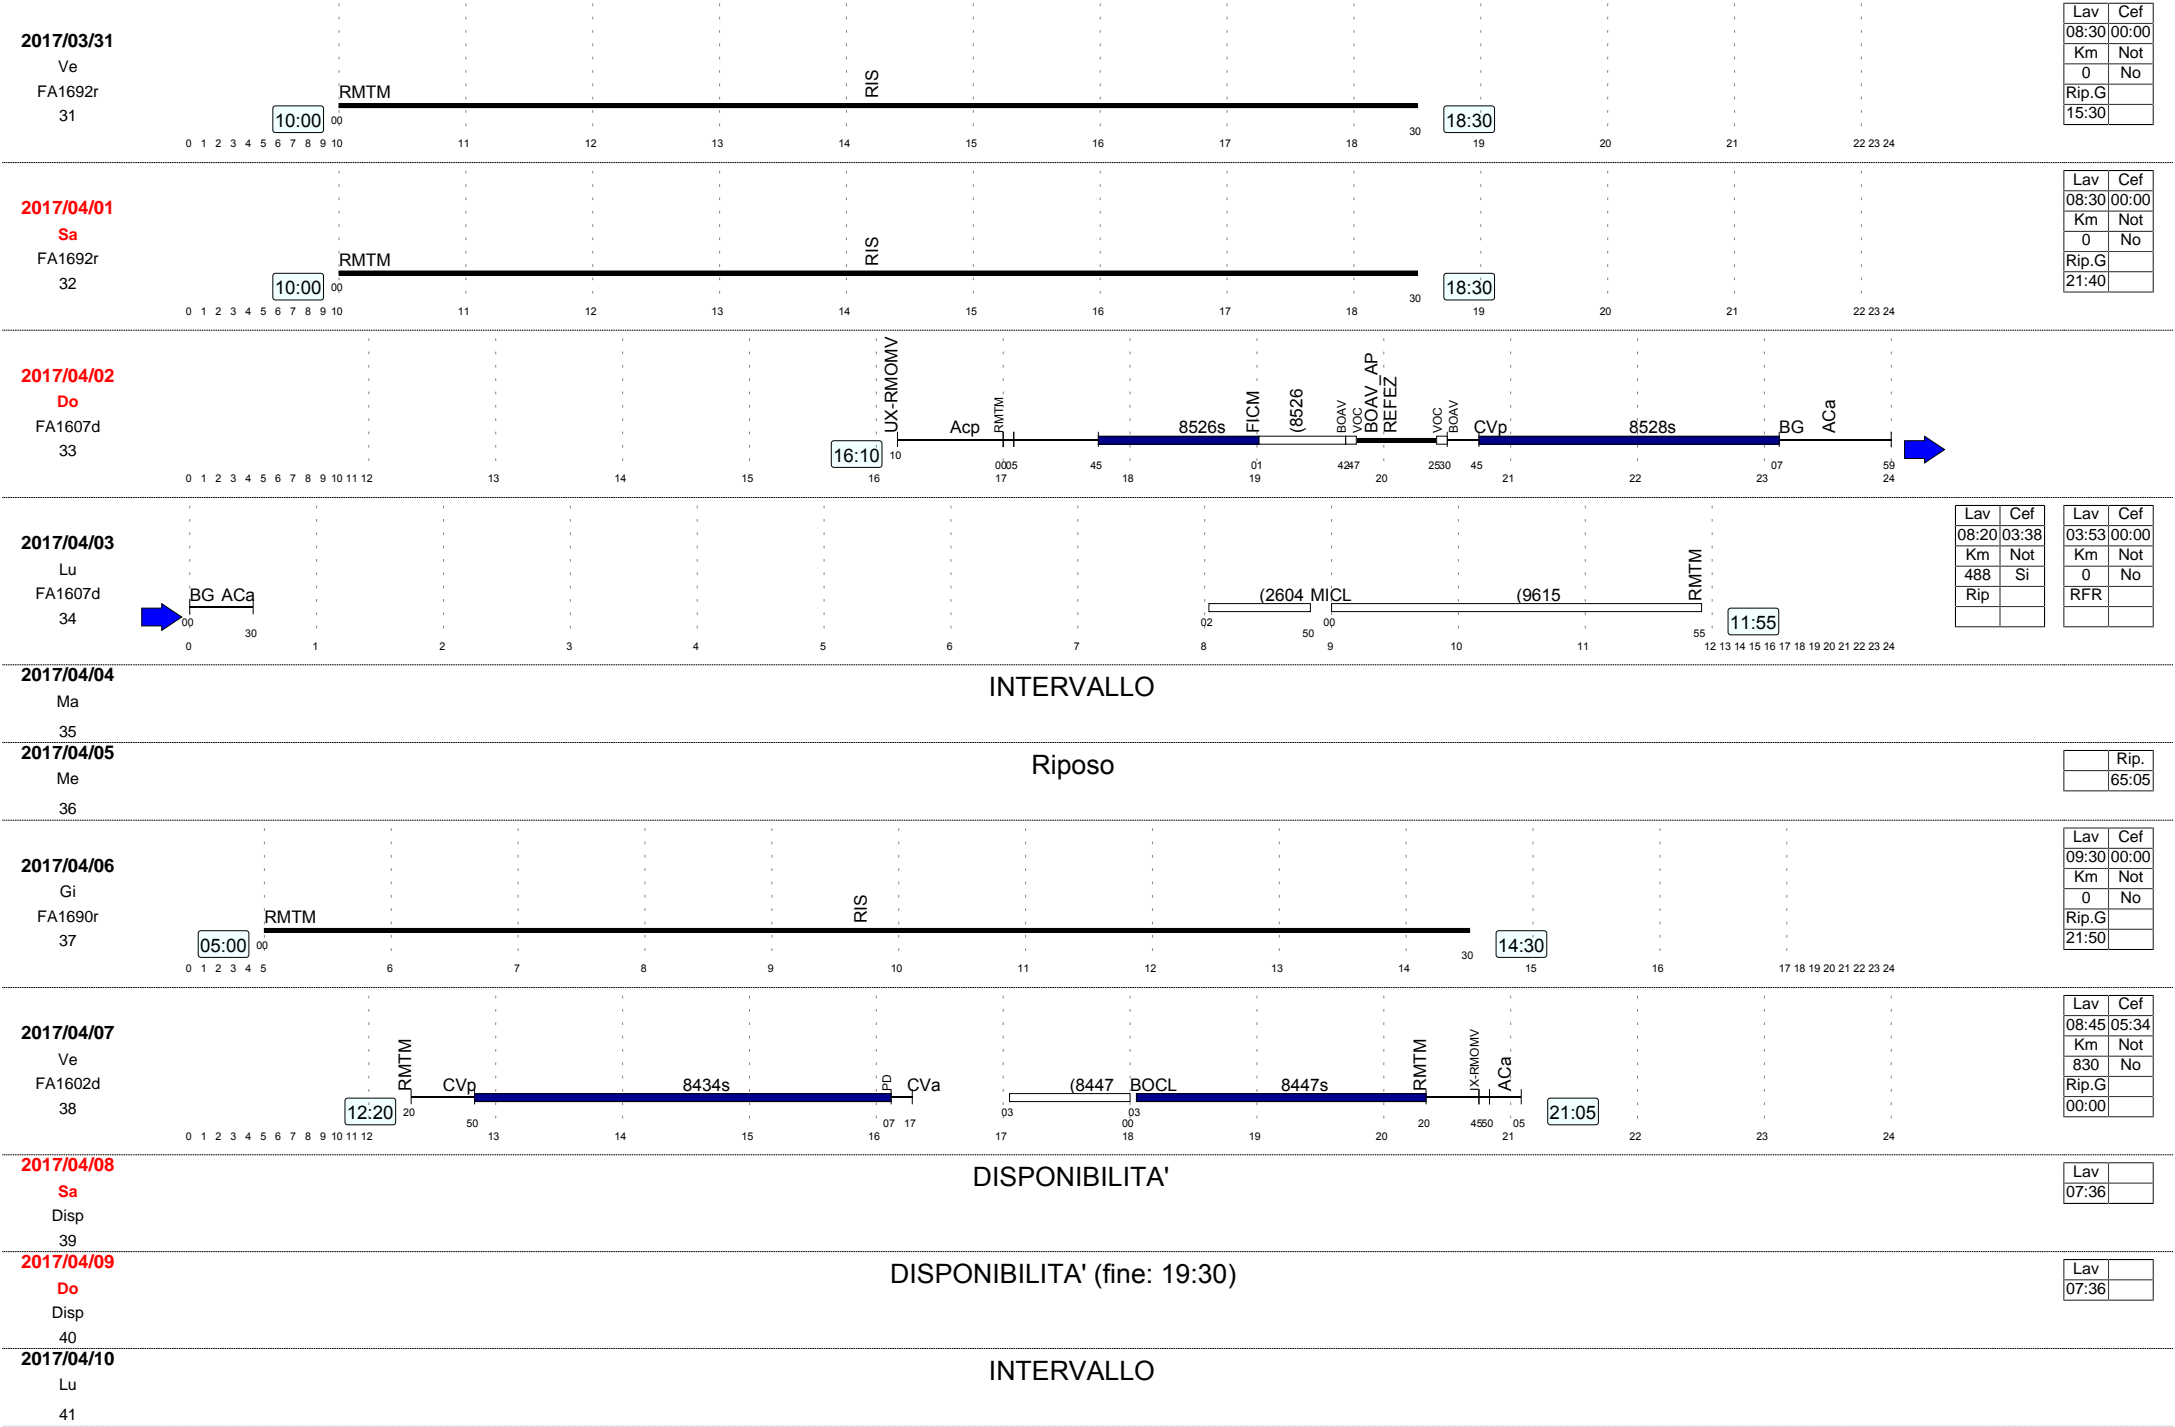 2017/03/31
Ve
FA1692r
31
10:00
00
RMTM
RIS
30
18:30
0 1 2 3 4 5 6 7 8 9 10 11 12 13 14 15 16 17 18 19 20 21 22 23 24
Lav Cef
08:30 00:00
Km Not
0 No
Rip.G
15:30
2017/04/01
Sa
FA1692r
32
10:00
00
RMTM
RIS
30
18:30
0 1 2 3 4 5 6 7 8 9 10 11 12 13 14 15 16 17 18 19 20 21 22 23 24
Lav Cef
08:30 00:00
Km Not
0 No
Rip.G
21:40
2017/04/02
Do
FA1607d
33
16:10
UX-RMOMV Acp RMTM 8526s FICM (8526 BOAV VOC BOAV_AP REFEZ VOC BOAV CVp 8528s BG ACa
10 00 05 45 01 42 47 25 30 45 07 59
0 1 2 3 4 5 6 7 8 9 10 11 12 13 14 15 16 17 18 19 20 21 22 23 24
2017/04/03
Lu
FA1607d
34
BG ACa (2604 MICL (9615 RMTM
00 30 02 50 00 55
11:55
0 1 2 3 4 5 6 7 8 9 10 11 12 13 14 15 16 17 18 19 20 21 22 23 24
Lav Cef
08:20 03:38
Km Not
488 Si
Rip
Lav Cef
03:53 00:00
Km Not
0 No
RFR
2017/04/04
Ma
35
INTERVALLO
2017/04/05
Me
36
Riposo
Rip.
65:05
2017/04/06
Gi
FA1690r
37
05:00
00
RMTM
RIS
30
14:30
0 1 2 3 4 5 6 7 8 9 10 11 12 13 14 15 16 17 18 19 20 21 22 23 24
Lav Cef
09:30 00:00
Km Not
0 No
Rip.G
21:50
2017/04/07
Ve
FA1602d
38
12:20
RMTM CVp 8434s PD CVa (8447 BOCL 8447s RMTM X-RMOMV ACa
20 50 07 17 03 00 03 20 45 50 05
21:05
0 1 2 3 4 5 6 7 8 9 10 11 12 13 14 15 16 17 18 19 20 21 22 23 24
Lav Cef
08:45 05:34
Km Not
830 No
Rip.G
00:00
2017/04/08
Sa
Disp
39
DISPONIBILITA'
Lav
07:36
2017/04/09
Do
Disp
40
DISPONIBILITA' (fine: 19:30)
Lav
07:36
2017/04/10
Lu
41
INTERVALLO